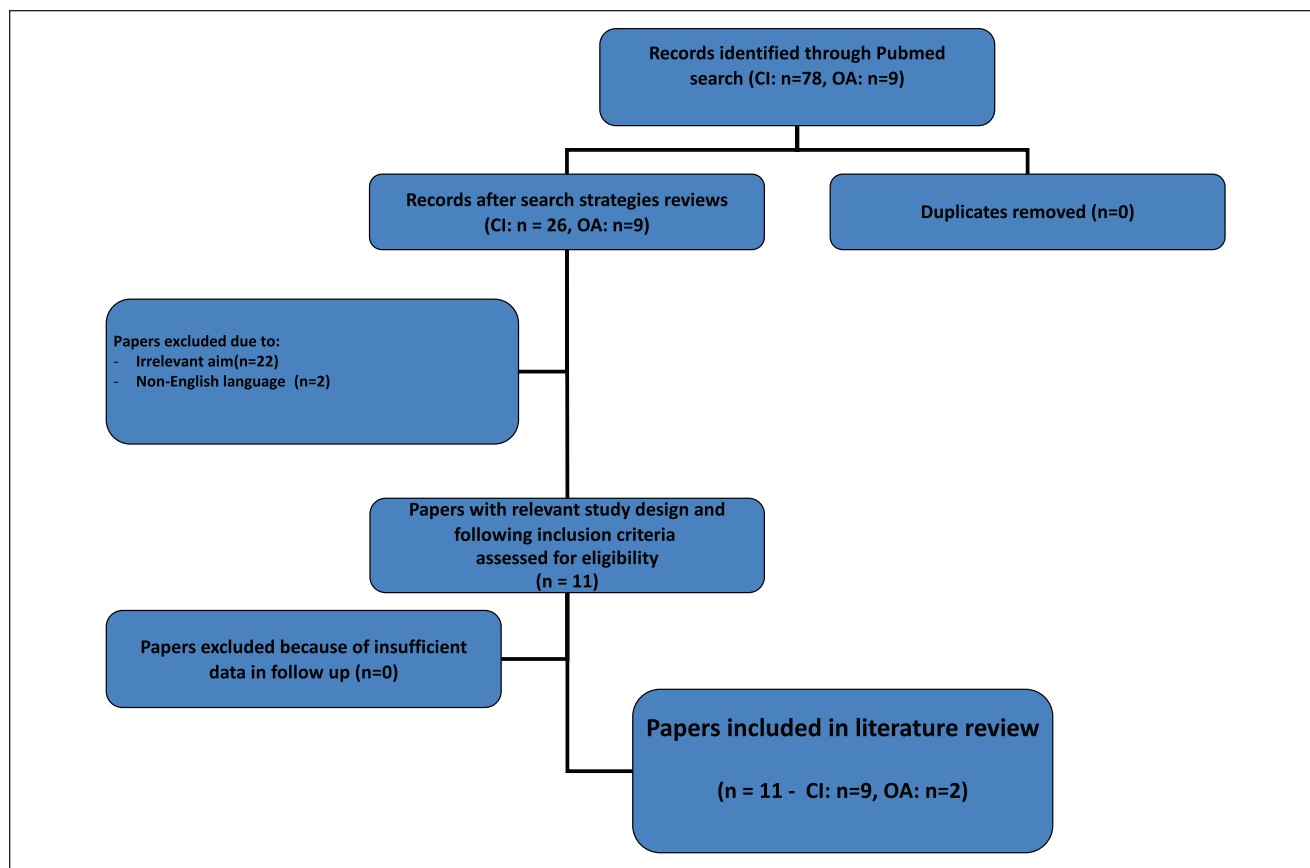 Records identified through Pubmed
search (CI: n=78, OA: n=9)
Records after search strategies reviews
(CI: n = 26, OA: n=9)
Duplicates removed (n=0)
Papers excluded due to:
- Irrelevant aim(n=22)
- Non-English language (n=2)
Papers with relevant study design and
following inclusion criteria
assessed for eligibility
(n = 11)
Papers excluded because of insufficient
data in follow up (n=0)
Papers included in literature review
(n = 11 - CI: n=9, OA: n=2)